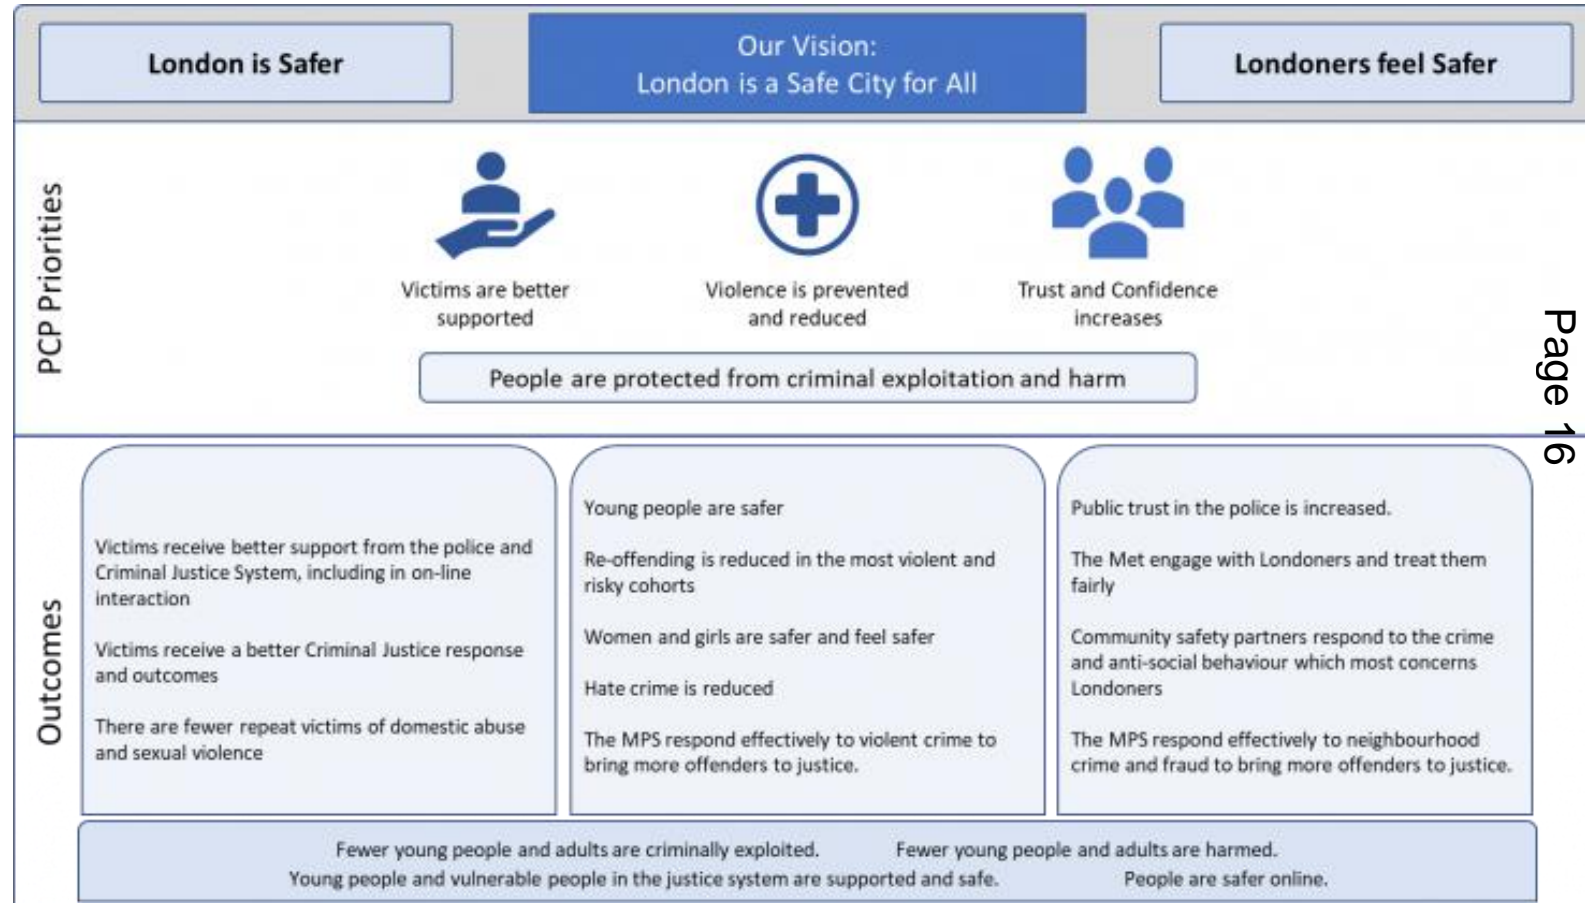 London is Safer
Our Vision:
London is a Safe City for All
Londoners feel Safer
PCP Priorities
Victims are better
supported
Violence is prevented
and reduced
Trust and Confidence
increases
People are protected from criminal exploitation and harm
Page 16
Outcomes
Victims receive better support from the police and
Criminal Justice System, including in on-line
interaction
Victims receive a better Criminal Justice response
and outcomes
There are fewer repeat victims of domestic abuse
and sexual violence
Young people are safer
Re-offending is reduced in the most violent and
risky cohorts
Women and girls are safer and feel safer
Hate crime is reduced
The MPS respond effectively to violent crime to
bring more offenders to justice.
Public trust in the police is increased.
The Met engage with Londoners and treat them
fairly
Community safety partners respond to the crime
and anti-social behaviour which most concerns
Londoners
The MPS respond effectively to neighbourhood
crime and fraud to bring more offenders to justice.
Fewer young people and adults are criminally exploited. Fewer young people and adults are harmed.
Young people and vulnerable people in the justice system are supported and safe. People are safer online.